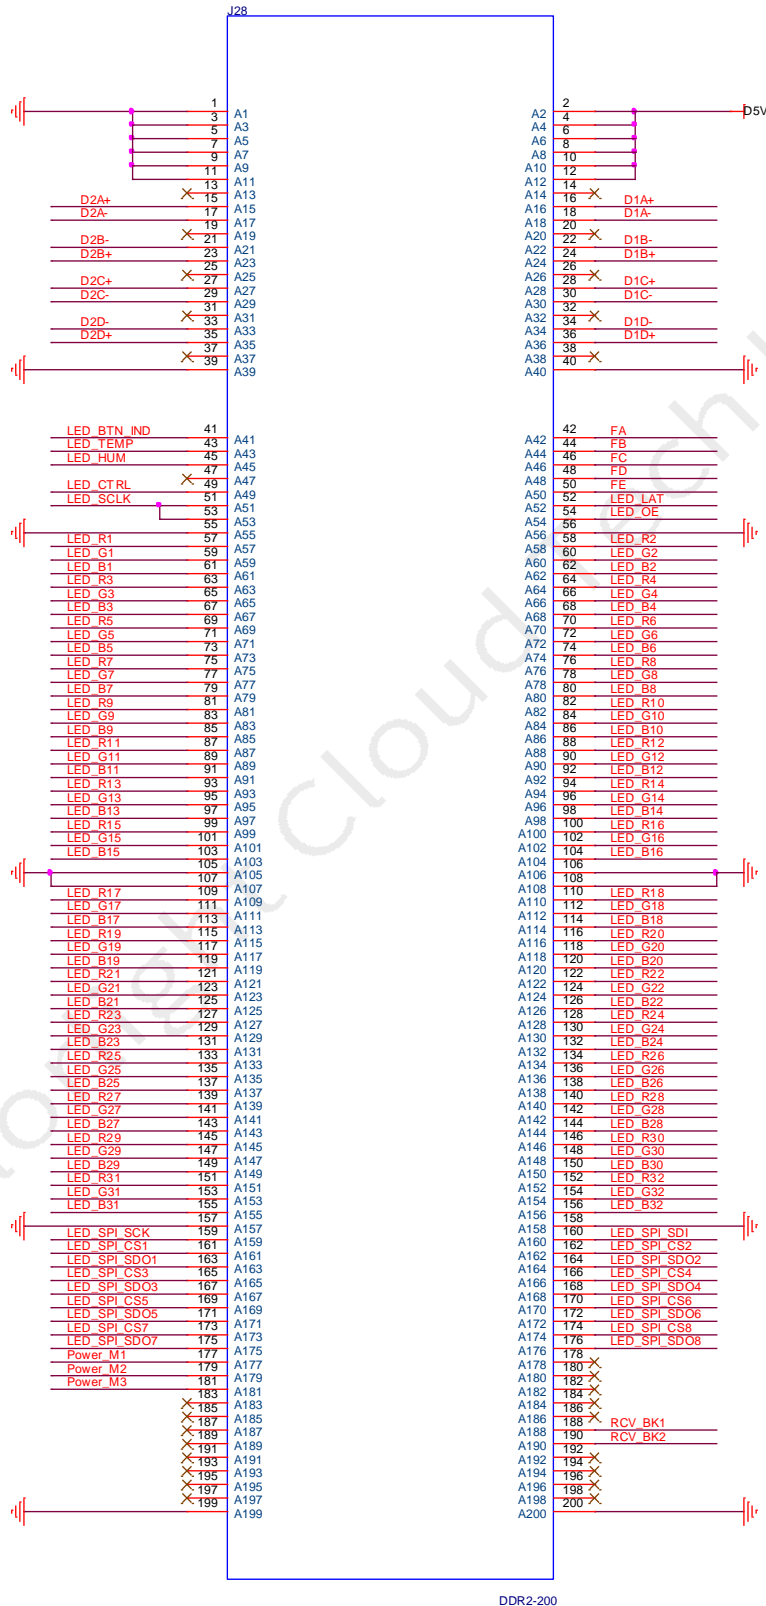 J28
1 A1 A2 2 D5V
3 A3 A4 4
5 A5 A6 6
7 A7 A8 8
9 A9 A10 10
11 A11 A12 12
13 A13 A14 14
D2A+ 15 A15 A16 16 D1A+
D2A- 17 A17 A18 18 D1A-
19 A19 A20 20
D2B- 21 A21 A22 22 D1B-
D2B+ 23 A23 A24 24 D1B+
25 A25 A26 26
D2C+ 27 A27 A28 28 D1C+
D2C- 29 A29 A30 30 D1C-
31 A31 A32 32
D2D- 33 A33 A34 34 D1D-
D2D+ 35 A35 A36 36 D1D+
37 A37 A38 38
39 A39 A40 40
LED_BTN_IND 41 A41 A42 42 FA
LED_TEMP 43 A43 A44 44 FB
LED_HUM 45 A45 A46 46 FC
47 A47 A48 48 FD
LED_CTRL 49 A49 A50 50 FE
LED_SCLK 51 A51 A52 52 LED_LAT
53 A53 A54 54 LED_OE
55 A55 A56 56
LED_R1 57 A57 A58 58 LED_R2
LED_G1 59 A59 A60 60 LED_G2
LED_B1 61 A61 A62 62 LED_B2
LED_R3 63 A63 A64 64 LED_R4
LED_G3 65 A65 A66 66 LED_G4
LED_B3 67 A67 A68 68 LED_B4
LED_R5 69 A69 A70 70 LED_R6
LED_G5 71 A71 A72 72 LED_G6
LED_B5 73 A73 A74 74 LED_B6
LED_R7 75 A75 A76 76 LED_R8
LED_G7 77 A77 A78 78 LED_G8
LED_B7 79 A79 A80 80 LED_B8
LED_R9 81 A81 A82 82 LED_R10
LED_G9 83 A83 A84 84 LED_G10
LED_B9 85 A85 A86 86 LED_B10
LED_R11 87 A87 A88 88 LED_R12
LED_G11 89 A89 A90 90 LED_G12
LED_B11 91 A91 A92 92 LED_B12
LED_R13 93 A93 A94 94 LED_R14
LED_G13 95 A95 A96 96 LED_G14
LED_B13 97 A97 A98 98 LED_B14
LED_R15 99 A99 A100 100 LED_R16
LED_G15 101 A101 A102 102 LED_G16
LED_B15 103 A103 A104 104 LED_B16
105 A105 A106 106
107 A107 A108 108
LED_R17 109 A109 A110 110 LED_R18
LED_G17 111 A111 A112 112 LED_G18
LED_B17 113 A113 A114 114 LED_B18
LED_R19 115 A115 A116 116 LED_R20
LED_G19 117 A117 A118 118 LED_G20
LED_B19 119 A119 A120 120 LED_B20
LED_R21 121 A121 A122 122 LED_R22
LED_G21 123 A123 A124 124 LED_G22
LED_B21 125 A125 A126 126 LED_B22
LED_R23 127 A127 A128 128 LED_R24
LED_G23 129 A129 A130 130 LED_G24
LED_B23 131 A131 A132 132 LED_B24
LED_R25 133 A133 A134 134 LED_R26
LED_G25 135 A135 A136 136 LED_G26
LED_B25 137 A137 A138 138 LED_B26
LED_R27 139 A139 A140 140 LED_R28
LED_G27 141 A141 A142 142 LED_G28
LED_B27 143 A143 A144 144 LED_B28
LED_R29 145 A145 A146 146 LED_R30
LED_G29 147 A147 A148 148 LED_G30
LED_B29 149 A149 A150 150 LED_B30
LED_R31 151 A151 A152 152 LED_R32
LED_G31 153 A153 A154 154 LED_G32
LED_B31 155 A155 A156 156 LED_B32
157 A157 A158 158
LED_SPI_SCK 159 A159 A160 160 LED_SPI_SDI
LED_SPI_CS1 161 A161 A162 162 LED_SPI_CS2
LED_SPI_SDO1 163 A163 A164 164 LED_SPI_SDO2
LED_SPI_CS3 165 A165 A166 166 LED_SPI_CS4
LED_SPI_SDO3 167 A167 A168 168 LED_SPI_SDO4
LED_SPI_CS5 169 A169 A170 170 LED_SPI_CS6
LED_SPI_SDO5 171 A171 A172 172 LED_SPI_SDO6
LED_SPI_CS7 173 A173 A174 174 LED_SPI_CS8
LED_SPI_SDO7 175 A175 A176 176 LED_SPI_SDO8
Power_M1 177 A177 A178 178
Power_M2 179 A179 A180 180
Power_M3 181 A181 A182 182
183 A183 A184 184
185 A185 A186 186
187 A187 A188 188 RCV_BK1
189 A189 A190 190 RCV_BK2
191 A191 A192 192
193 A193 A194 194
195 A195 A196 196
197 A197 A198 198
199 A199 A200 200
DDR2-200
Cloud Tech